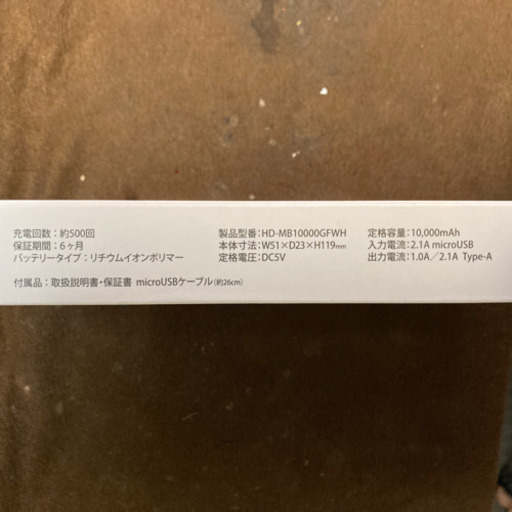 充電回数：約500回 製品型番：HD-MB10000GFWH 定格容量：10,000mAh
保証期間：6ヶ月 本体寸法：W51×D23×H119mm 入力電流：2.1A microUSB
バッテリータイプ：リチウムイオンポリマー 定格電圧：DC5V 出力電流：1.0A／2.1A Type-A
付属品：取扱説明書・保証書 microUSBケーブル(約26cm)